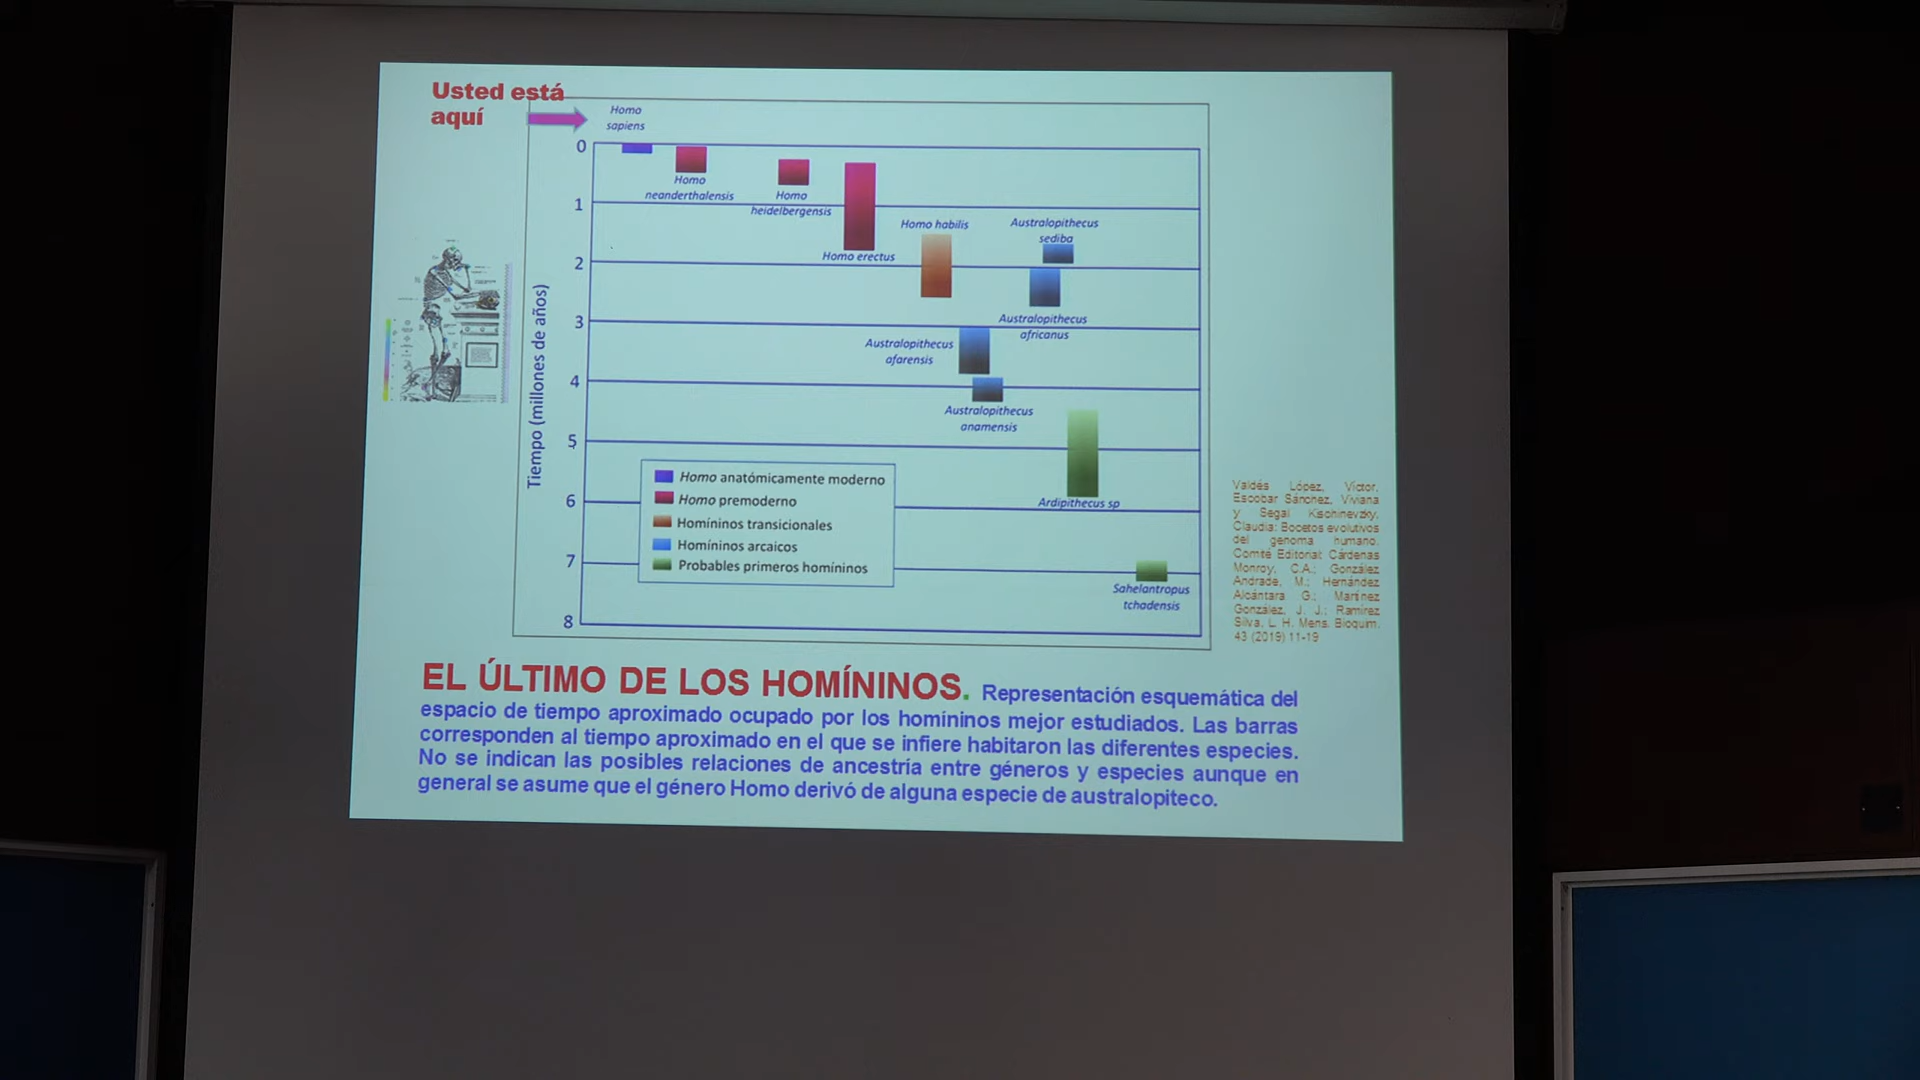 Usted está
aquí
Homo
sapiens
0
Homo
neanderthalensis
Homo
heidelbergensis
1
Homo habilis
Australopithecus
sediba
Homo erectus
2
3
Australopithecus
africanus
Australopithecus
afarensis
4
Australopithecus
anamensis
5
Ardipithecus sp
6
7
Sahelantropus
tchadensis
8
Tiempo (millones de años)
Homo anatómicamente moderno
Homo premoderno
Homíninos transicionales
Homíninos arcaicos
Probables primeros homíninos
Valdés López, Víctor,
Escobar Sánchez, Viviana
y Segal Kischinevzky,
Claudia: Bocetos evolutivos
del genoma humano.
Comité Editorial: Cárdenas
Monroy, C.A.; González
Andrade, M.; Hernández
Alcántara G.; Martínez
González, J. J.; Ramírez
Silva, L. H. Mens. Bioquím.
43 (2019) 11-19
EL ÚLTIMO DE LOS HOMÍNINOS. Representación esquemática del
espacio de tiempo aproximado ocupado por los homíninos mejor estudiados. Las barras
corresponden al tiempo aproximado en el que se infiere habitaron las diferentes especies.
No se indican las posibles relaciones de ancestría entre géneros y especies aunque en
general se asume que el género Homo derivó de alguna especie de australopiteco.